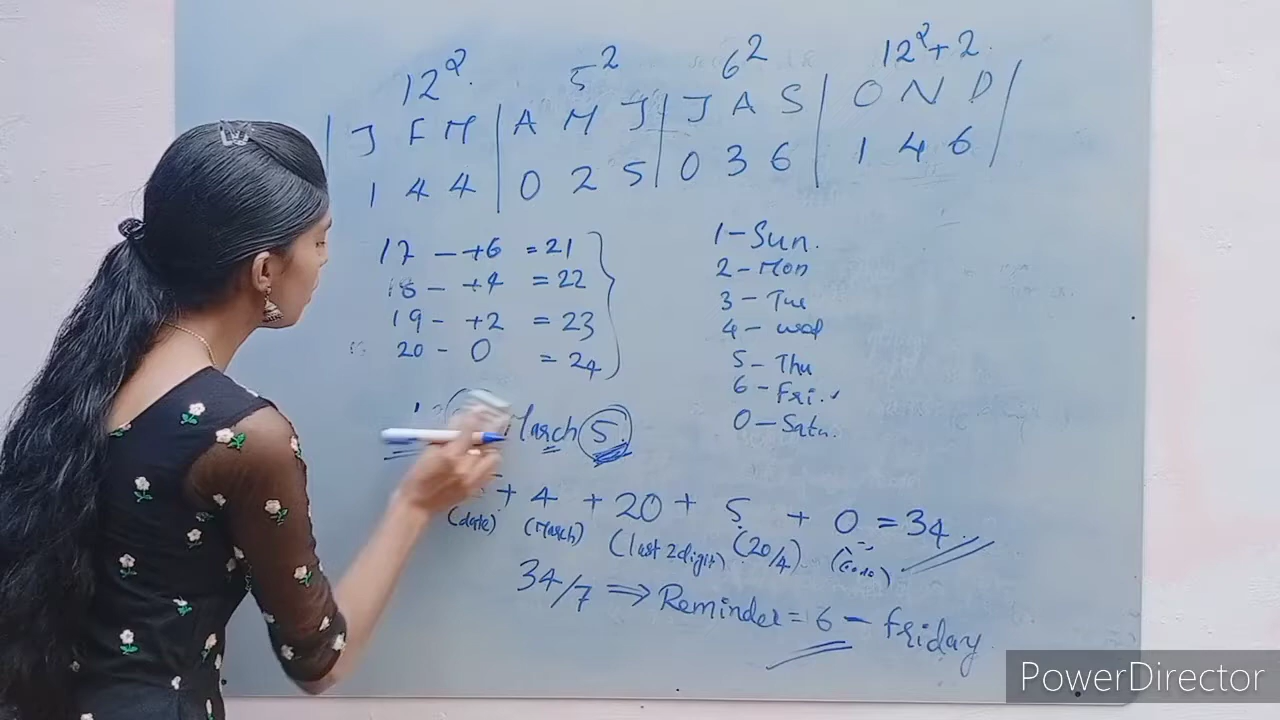 12² 5² 6² 12²+2.
J F M | A M J | J A S | O N D |
1 4 4 | 0 2 5 | 0 3 6 | 1 4 6
17 – +6 = 21
18 – +4 = 22
19 – +2 = 23
20 – 0 = 24
1 – Sun.
2 – Mon
3 – Tue
4 – wed
5 – Thu
6 – Fri.
0 – Satu.
March 5
+ 4 + 20 + 5 + 0 = 34
(date) (March) (last 2 digit) (20/4) (Code)
34/7 ⇒ Reminder = 6 – friday
PowerDirector